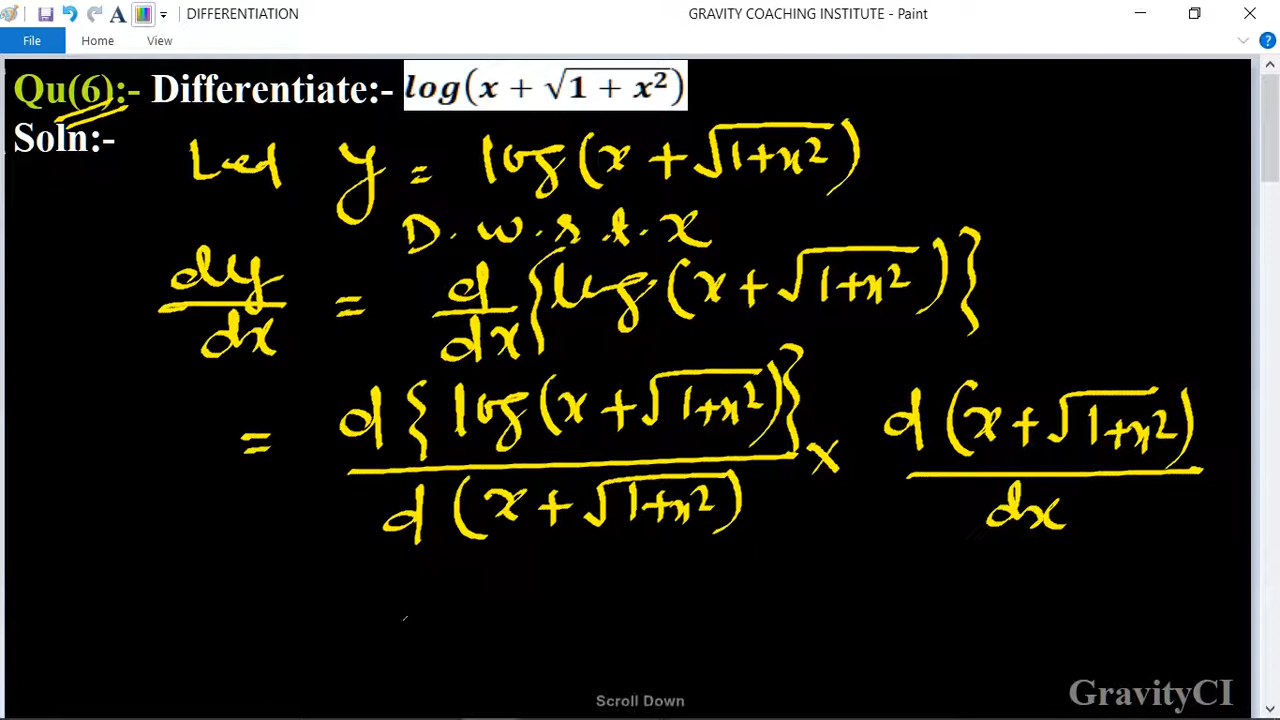 DIFFERENTIATION
GRAVITY COACHING INSTITUTE - Paint
File Home View
Qu(6):- Differentiate:- log(x + √(1 + x²))
Soln:-
Let y = log(x + √(1+x²))
D. w. r. t. x
dy/dx = d/dx {log(x + √(1+x²))}
= d{log(x + √(1+x²))}/d(x + √(1+x²)) × d(x + √(1+x²))/dx
Scroll Down
GravityCI